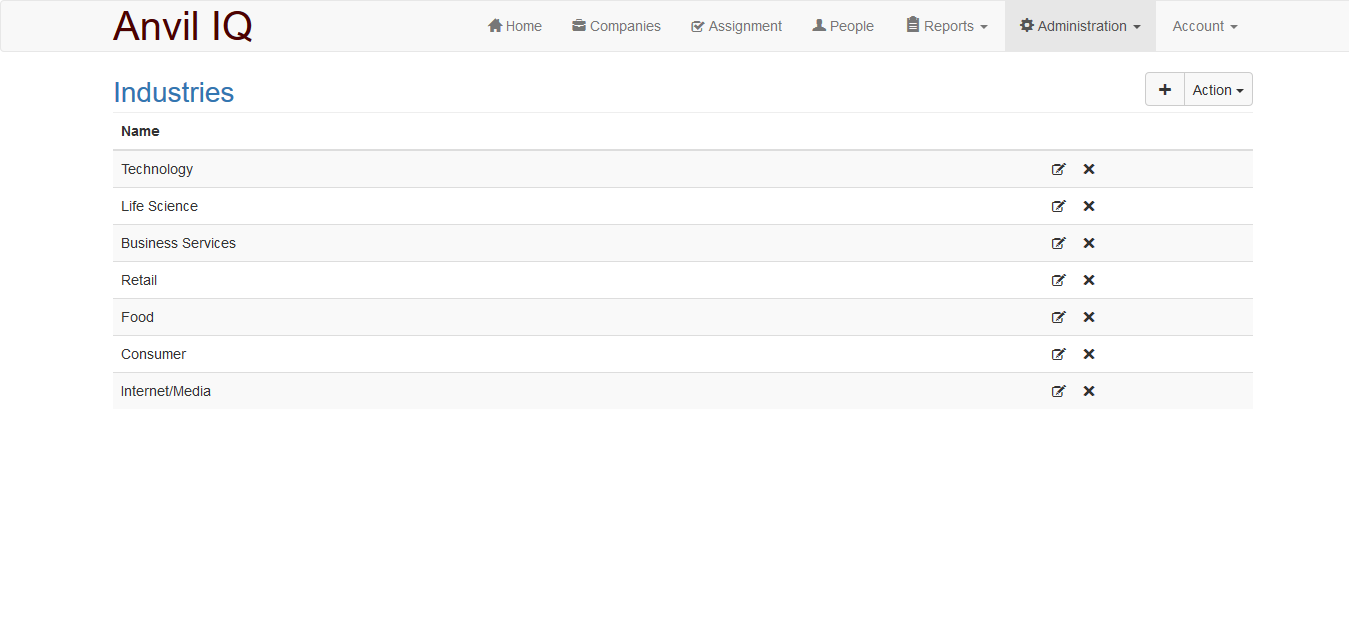 Anvil IQ Home Companies Assignment People Reports Administration Account
Industries Action
Name
Technology
Life Science
Business Services
Retail
Food
Consumer
Internet/Media